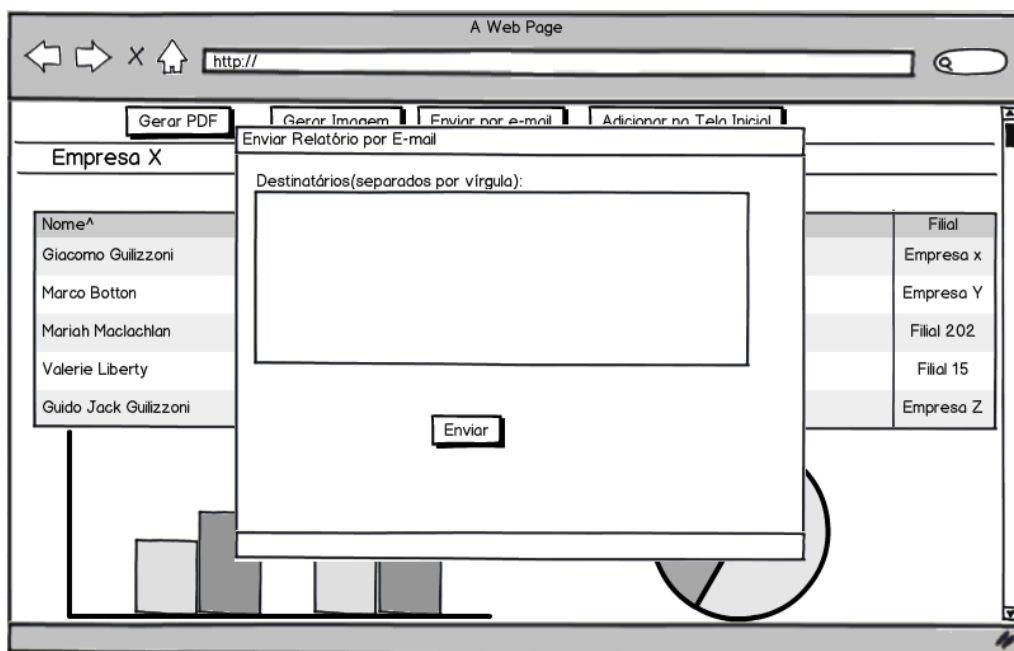 A Web Page
http://
Gerar PDF
Gerar Imagem
Enviar por e-mail
Adicionar na Tela Inicial
Enviar Relatório por E-mail
Empresa X
Destinatários(separados por vírgula):
Nome^ Filial
Giacomo Guilizzoni Empresa x
Marco Botton Empresa Y
Mariah Maclachlan Filial 202
Valerie Liberty Filial 15
Guido Jack Guilizzoni Empresa Z
Enviar